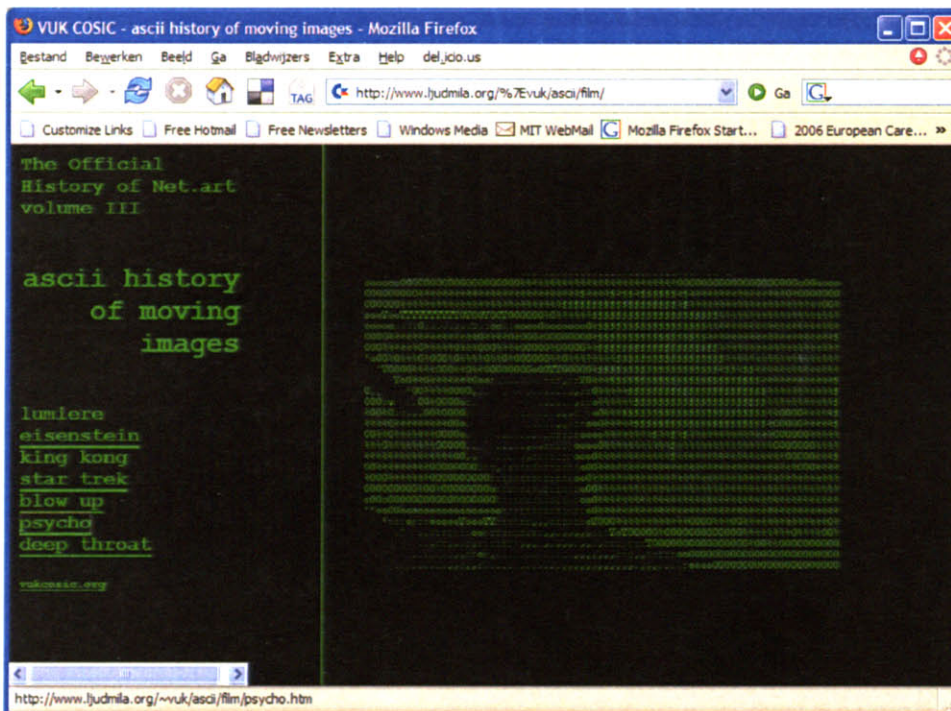 VUK COSIC - ascii history of moving images - Mozilla Firefox
Bestand Bewerken Beeld Ga Bladwijzers Extra Help del.icio.us
TAG http://www.ljudmila.org/%7Evuk/ascii/film/ Ga G
Customize Links Free Hotmail Free Newsletters Windows Media MIT WebMail Mozilla Firefox Start... 2006 European Care... »
The Official
History of Net.art
volume III
ascii history
of moving
images
lumiere
eisenstein
king kong
star trek
blow up
psycho
deep throat
vukcosic.org
http://www.ljudmila.org/~vuk/ascii/film/psycho.htm